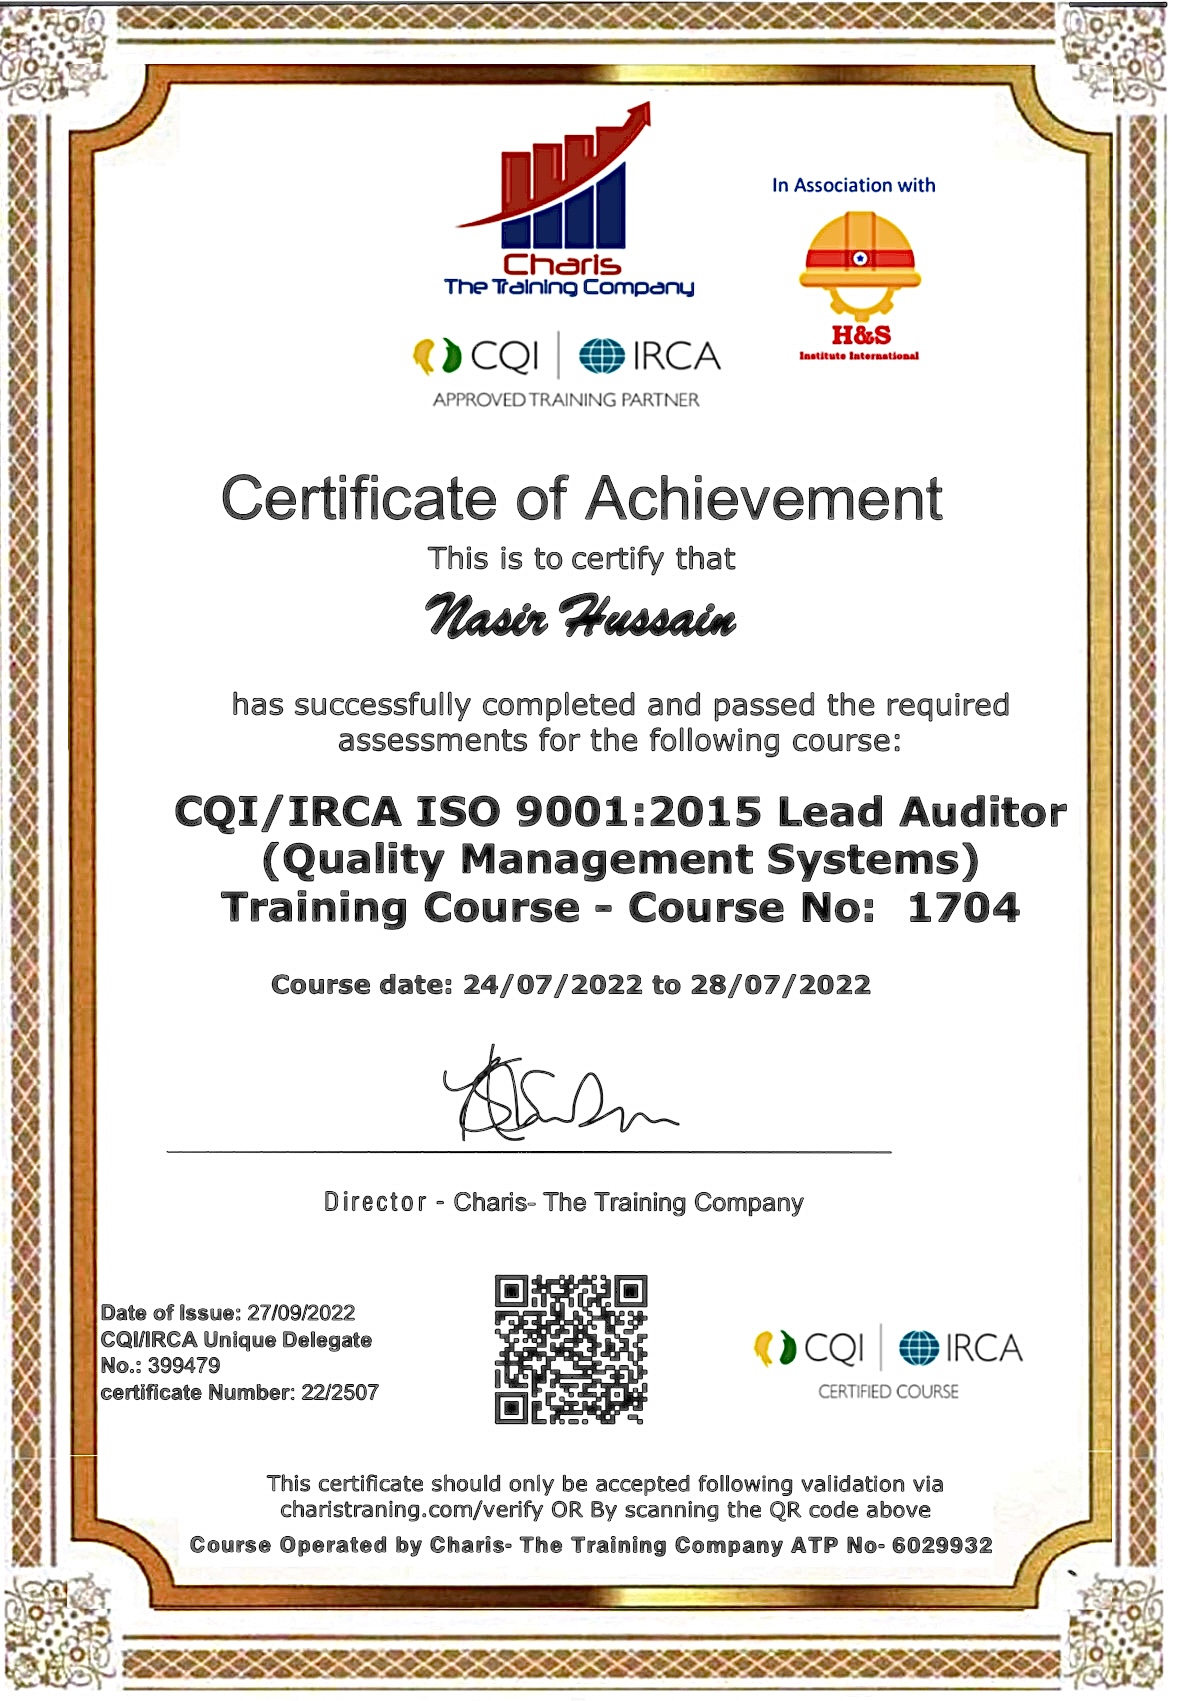 In Association with
Charis
The Training Company
H&S
Institute International
CQI | IRCA
APPROVED TRAINING PARTNER
Certificate of Achievement
This is to certify that
Nasir Hussain
has successfully completed and passed the required
assessments for the following course:
CQI/IRCA ISO 9001:2015 Lead Auditor
(Quality Management Systems)
Training Course - Course No: 1704
Course date: 24/07/2022 to 28/07/2022
Director - Charis- The Training Company
Date of Issue: 27/09/2022
CQI/IRCA Unique Delegate
No.: 399479
certificate Number: 22/2507
CQI | IRCA
CERTIFIED COURSE
This certificate should only be accepted following validation via
charistraning.com/verify OR By scanning the QR code above
Course Operated by Charis- The Training Company ATP No- 6029932